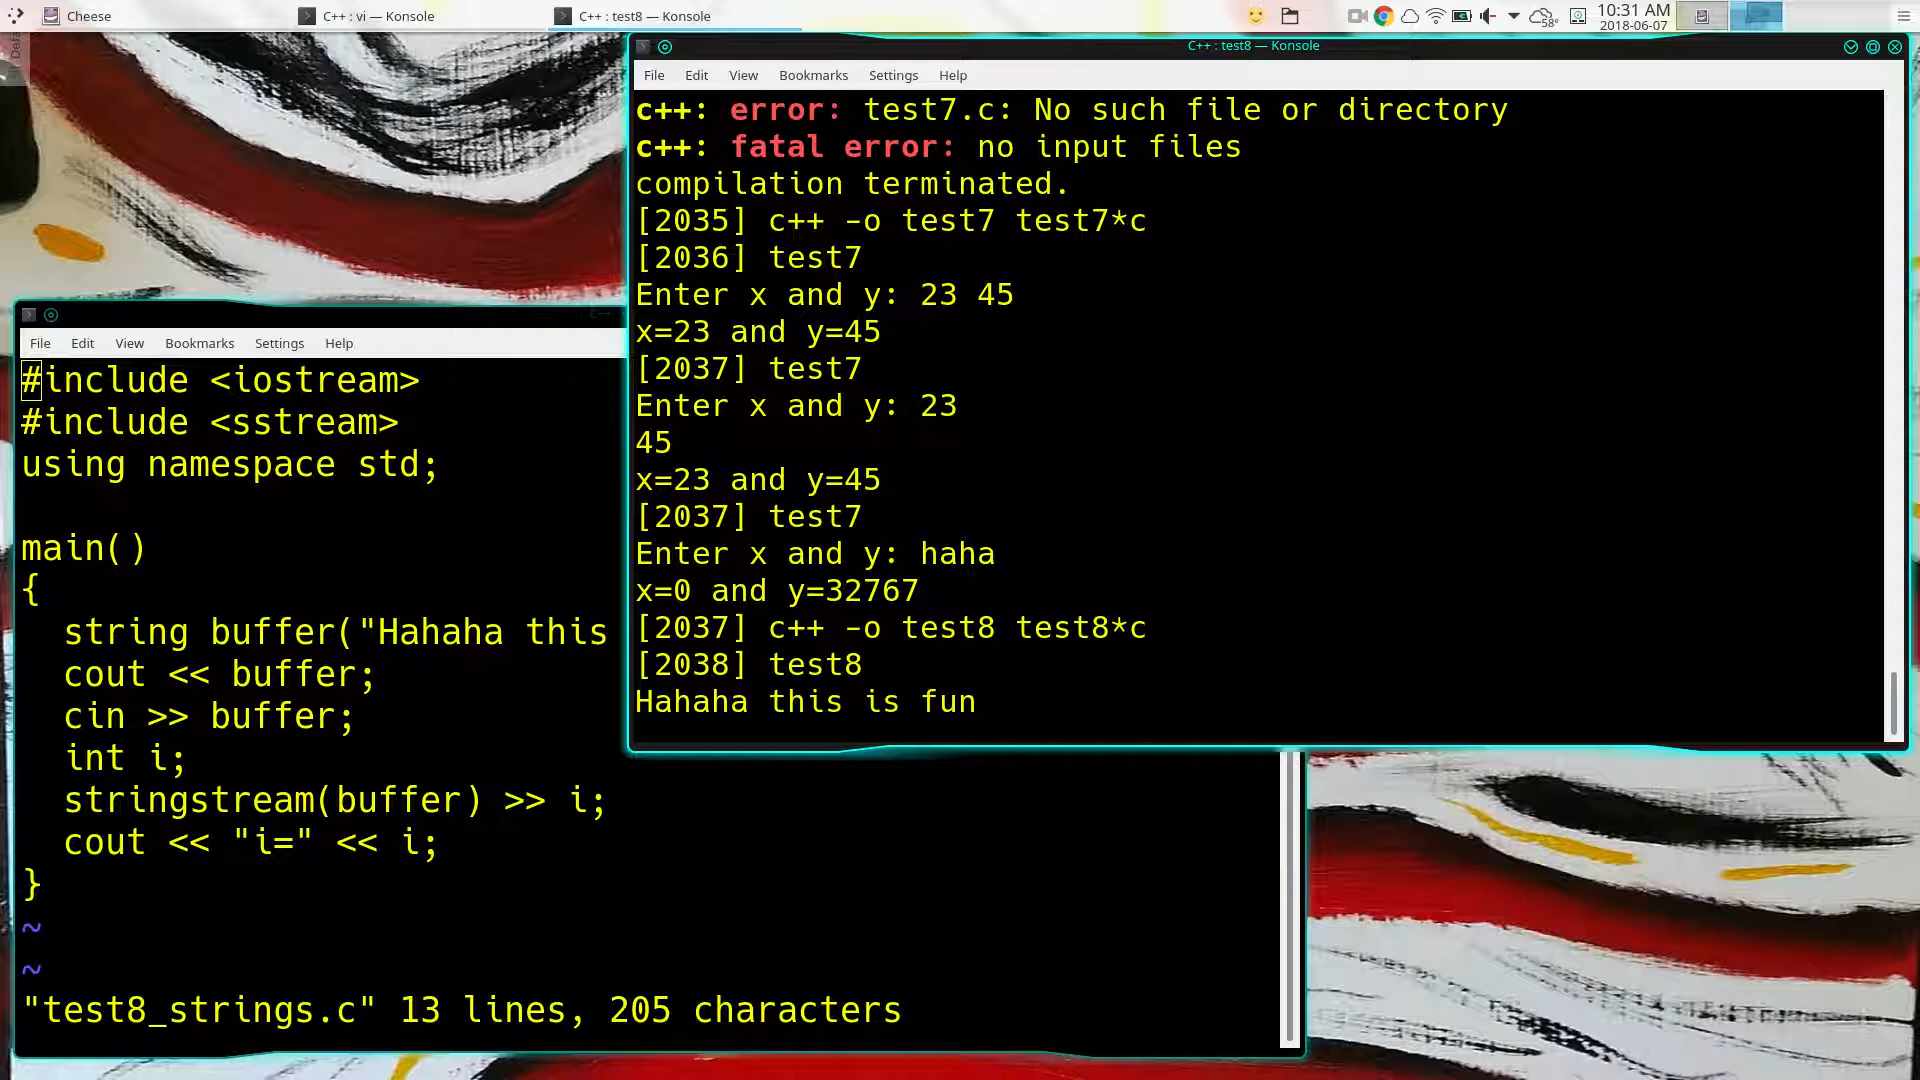 Cheese
C++ : vi — Konsole
C++ : test8 — Konsole
58°
10:31 AM
2018-06-07
C++ : test8 — Konsole
File Edit View Bookmarks Settings Help
c++: error: test7.c: No such file or directory
c++: fatal error: no input files
compilation terminated.
[2035] c++ -o test7 test7*c
[2036] test7
Enter x and y: 23 45
x=23 and y=45
[2037] test7
Enter x and y: 23
45
x=23 and y=45
[2037] test7
Enter x and y: haha
x=0 and y=32767
[2037] c++ -o test8 test8*c
[2038] test8
Hahaha this is fun
File Edit View Bookmarks Settings Help
#include <iostream>
#include <sstream>
using namespace std;
main()
{
string buffer("Hahaha this
cout << buffer;
cin >> buffer;
int i;
stringstream(buffer) >> i;
cout << "i=" << i;
}
~
~
"test8_strings.c" 13 lines, 205 characters